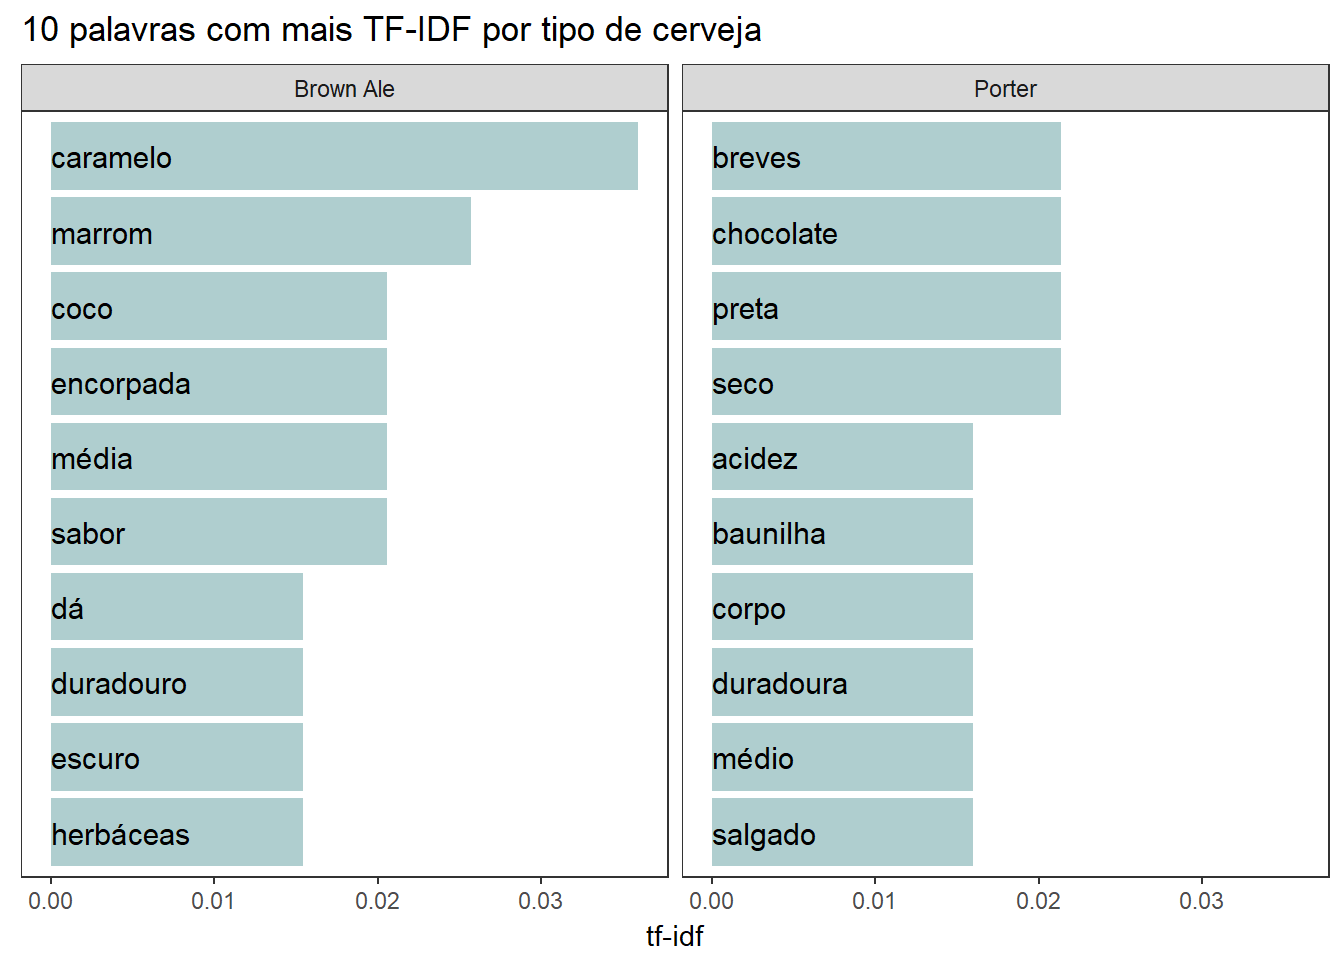 10 palavras com mais TF-IDF por tipo de cerveja
Brown Ale
caramelo
marrom
coco
encorpada
média
sabor
dá
duradouro
escuro
herbáceas
0.00 0.01 0.02 0.03
Porter
breves
chocolate
preta
seco
acidez
baunilha
corpo
duradoura
médio
salgado
0.00 0.01 0.02 0.03
tf-idf